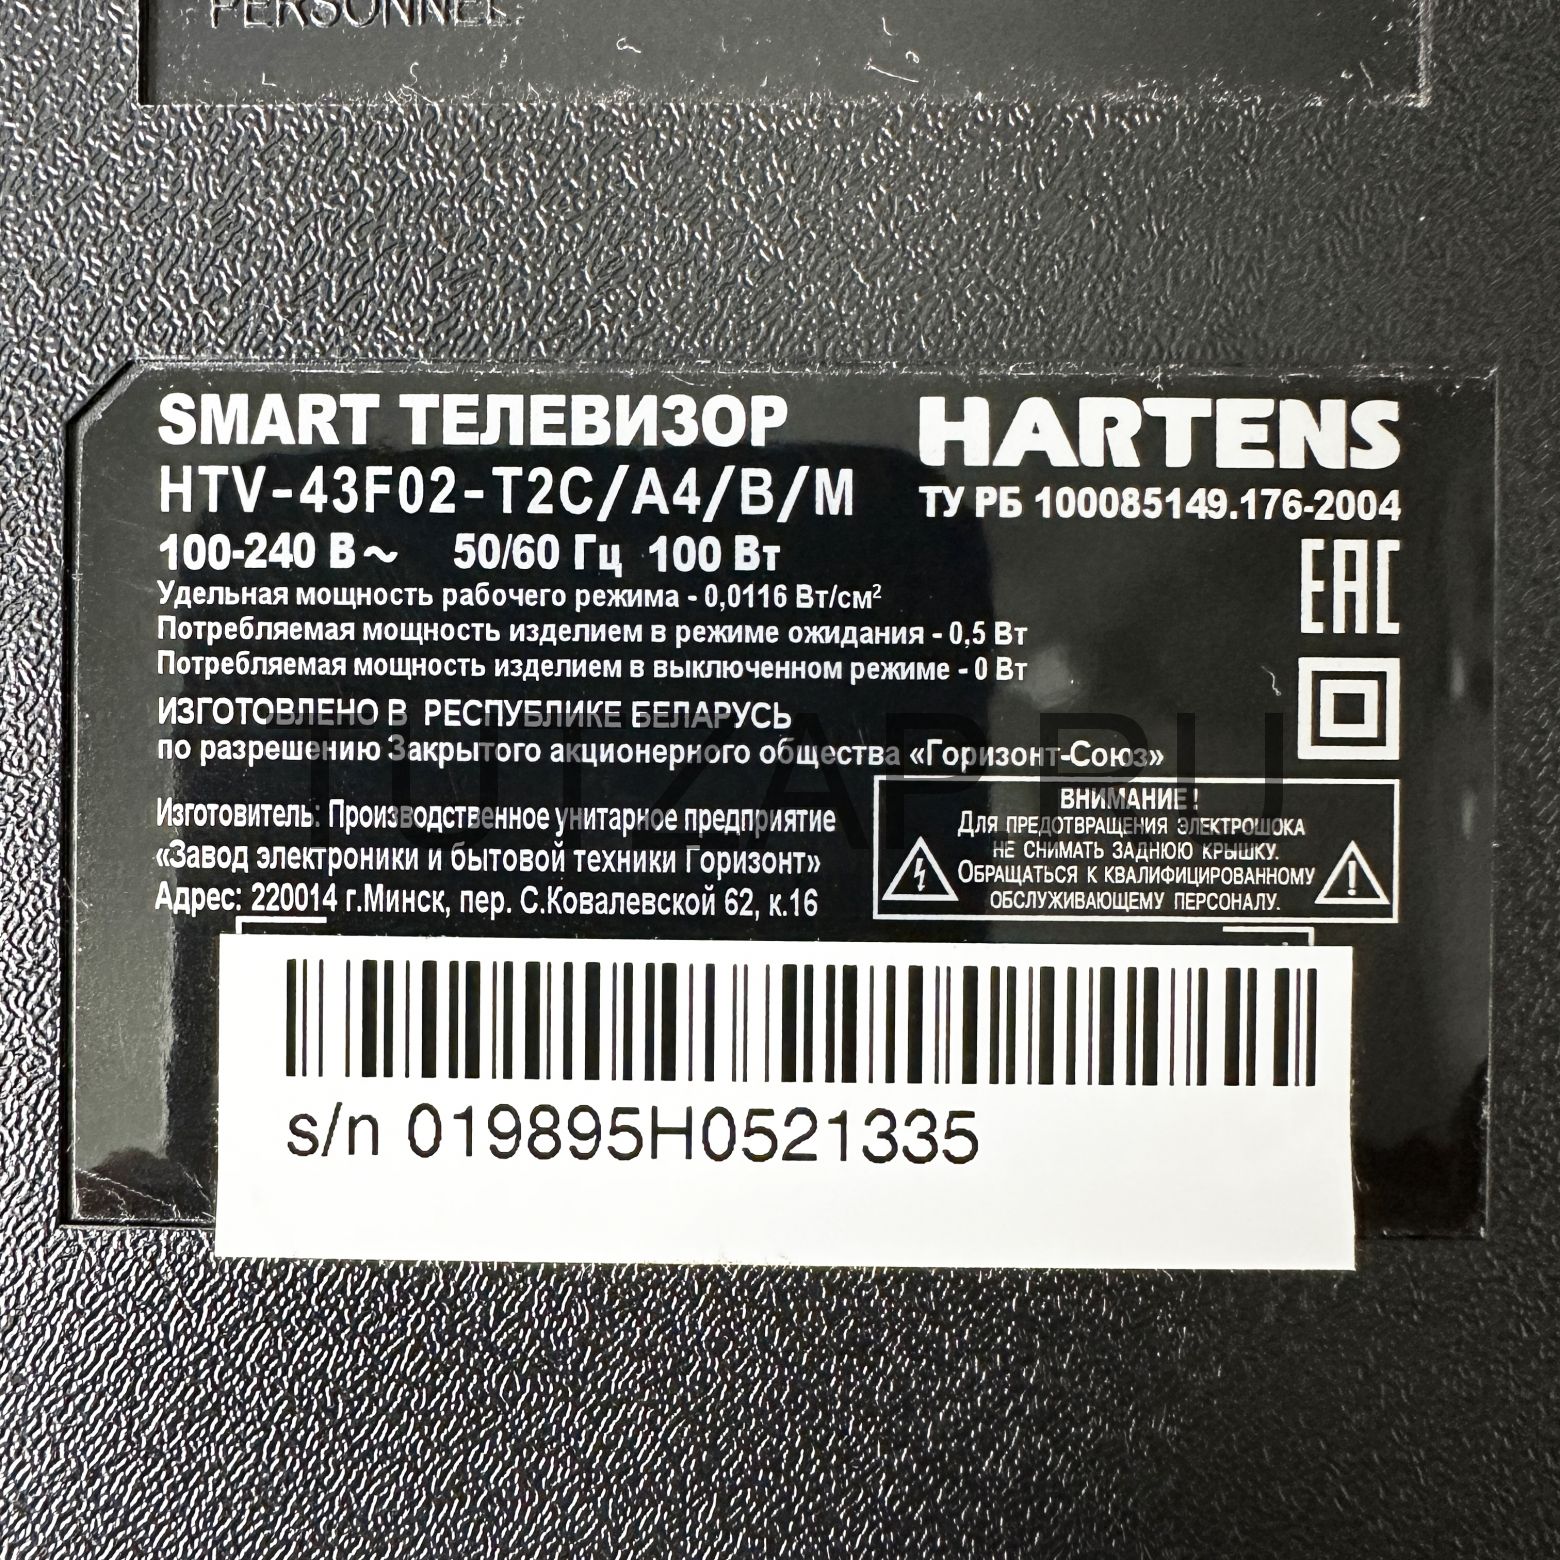 PERSONNEL.
SMART ТЕЛЕВИЗОР
HTV-43F02-T2C/A4/B/M
100-240 В~ 50/60 Гц 100 Вт
Удельная мощность рабочего режима - 0,0116 Вт/см²
Потребляемая мощность изделием в режиме ожидания - 0,5 Вт
Потребляемая мощность изделием в выключенном режиме - 0 Вт
HARTENS
ТУ РБ 100085149.176-2004
EAC
ИЗГОТОВЛЕНО В РЕСПУБЛИКЕ БЕЛАРУСЬ
по разрешению Закрытого акционерного общества «Горизонт-Союз»
TUTZAP.RU
Изготовитель: Производственное унитарное предприятие
«Завод электроники и бытовой техники Горизонт»
Адрес: 220014 г.Минск, пер. С.Ковалевской 62, к.16
ВНИМАНИЕ!
Для предотвращения электрошока
не снимать заднюю крышку.
Обращаться к квалифицированному
обслуживающему персоналу.
s/n 019895H0521335